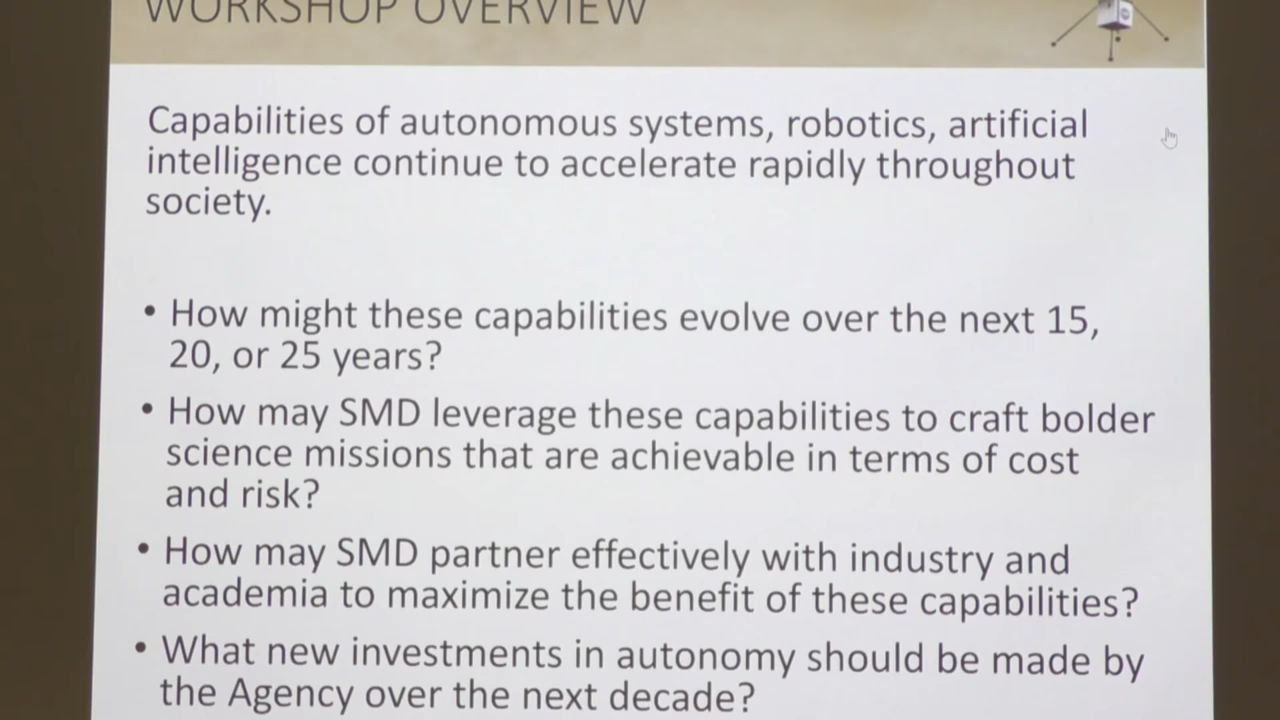 WORKSHOP OVERVIEW
Capabilities of autonomous systems, robotics, artificial
intelligence continue to accelerate rapidly throughout
society.
• How might these capabilities evolve over the next 15,
20, or 25 years?
• How may SMD leverage these capabilities to craft bolder
science missions that are achievable in terms of cost
and risk?
• How may SMD partner effectively with industry and
academia to maximize the benefit of these capabilities?
• What new investments in autonomy should be made by
the Agency over the next decade?